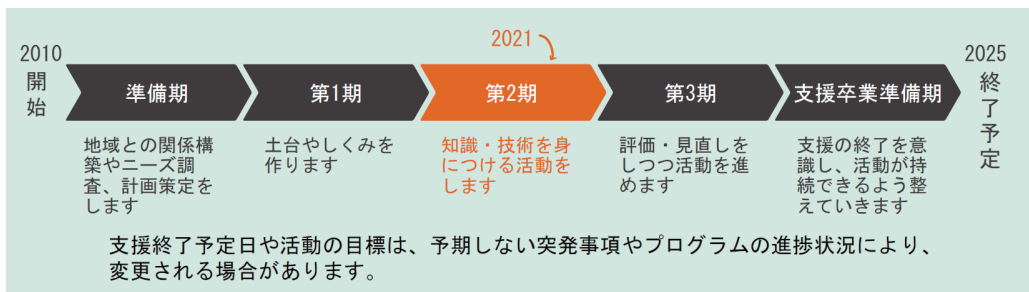 2021
2010
開始
準備期
第1期
第2期
第3期
支援卒業準備期
2025
終了予定
地域との関係構
築やニーズ調
査、計画策定を
します
土台やしくみを
作ります
知識・技術を身
につける活動を
します
評価・見直しを
しつつ活動を進
めます
支援の終了を意
識し、活動が持
続できるよう整
えていきます
支援終了予定日や活動の目標は、予期しない突発事項やプログラムの進捗状況により、
変更される場合があります。